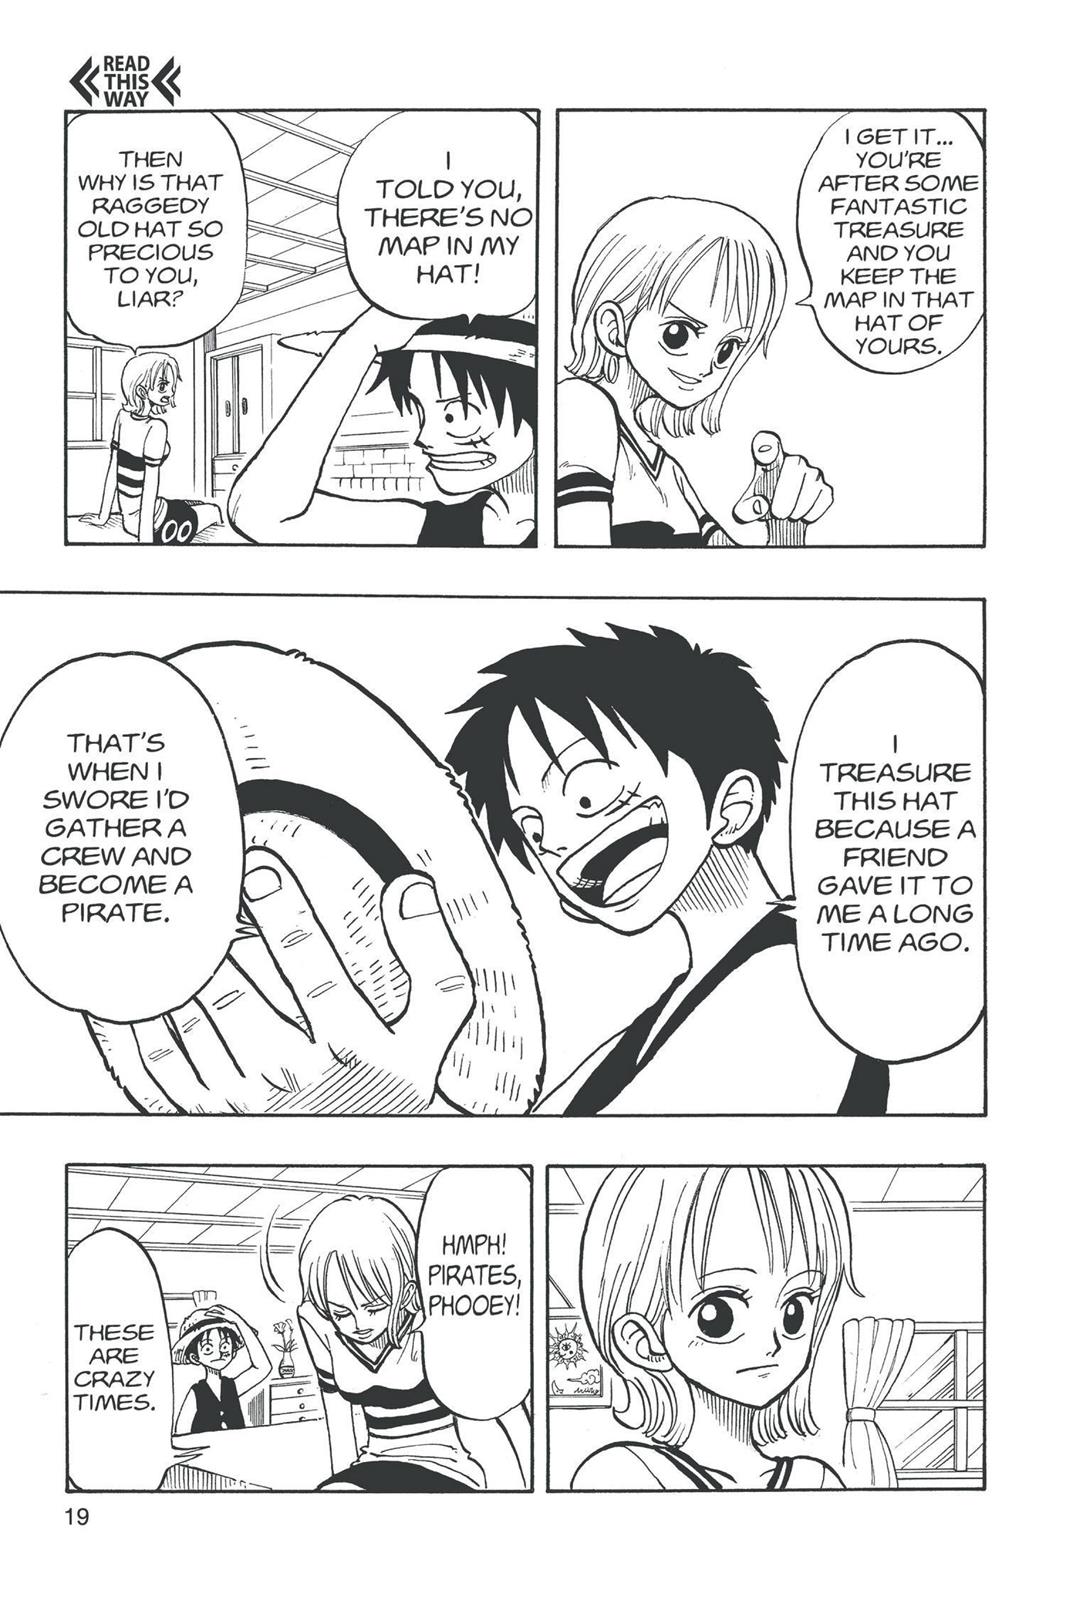 READ
THIS
WAY
I GET IT...
YOU'RE
AFTER SOME
FANTASTIC
TREASURE
AND YOU
KEEP THE
MAP IN THAT
HAT OF
YOURS.
I
TOLD YOU,
THERE'S NO
MAP IN MY
HAT!
THEN
WHY IS THAT
RAGGEDY
OLD HAT SO
PRECIOUS
TO YOU,
LIAR?
00
I
TREASURE
THIS HAT
BECAUSE A
FRIEND
GAVE IT TO
ME A LONG
TIME AGO.
THAT'S
WHEN I
SWORE I'D
GATHER A
CREW AND
BECOME A
PIRATE.
HMPH!
PIRATES,
PHOOEY!
THESE
ARE
CRAZY
TIMES.
19